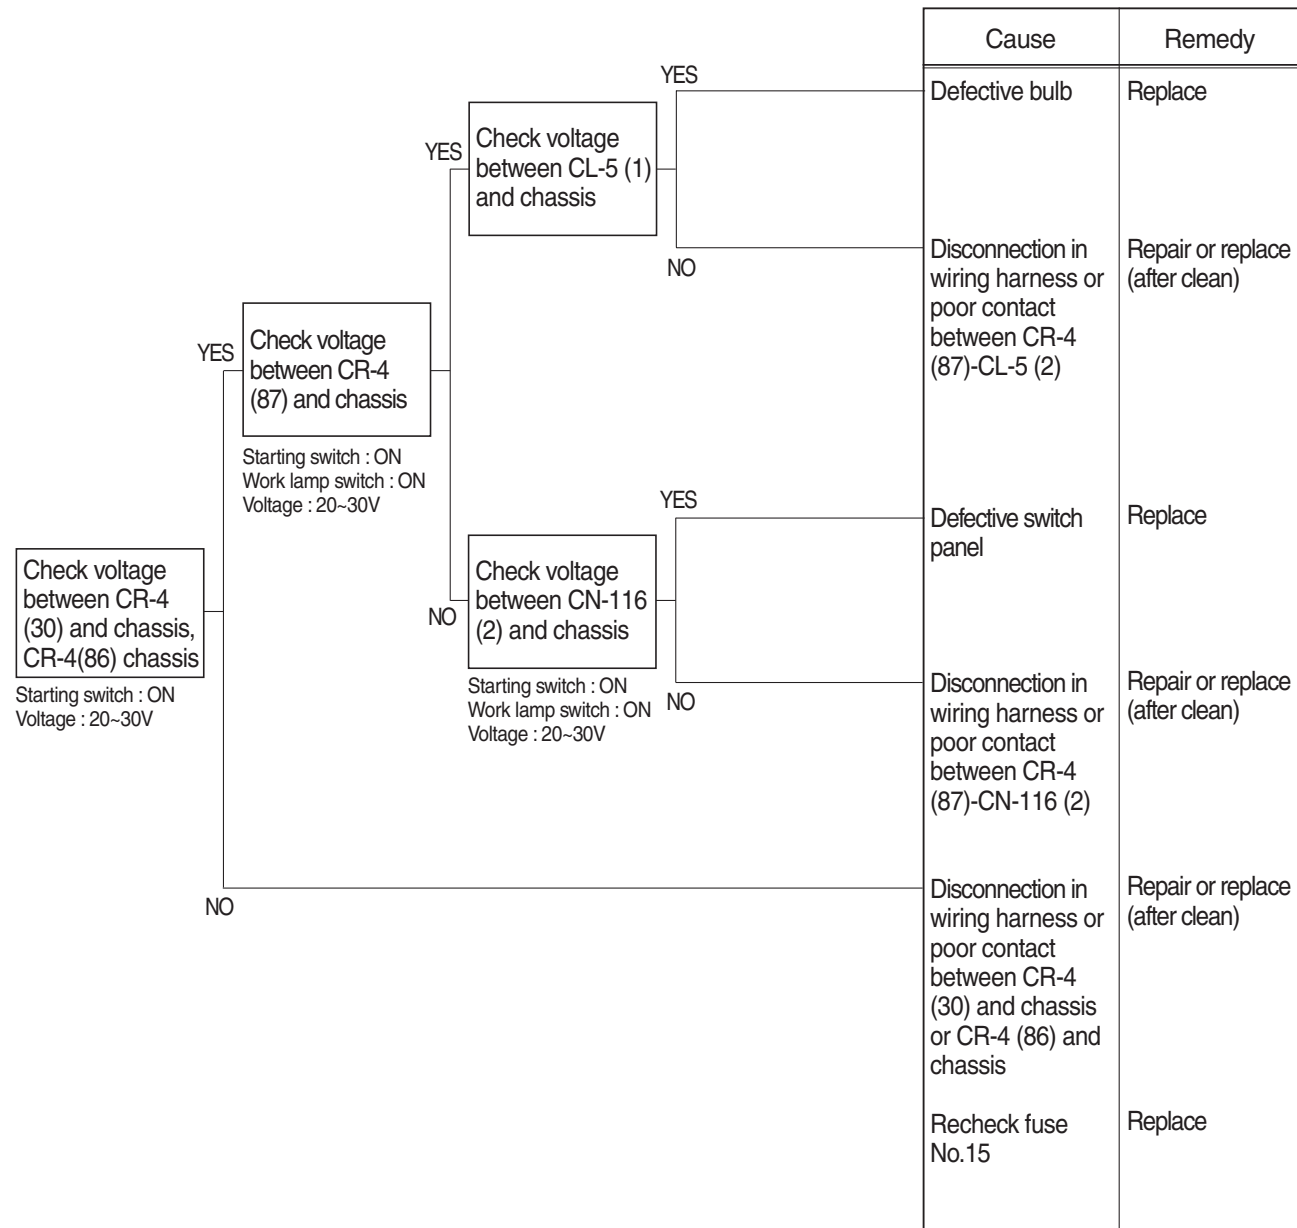 Cause
Remedy
YES
Defective bulb
Replace
Check voltage
between CL-5 (1)
and chassis
YES
NO
Disconnection in
wiring harness or
poor contact
between CR-4
(87)-CL-5 (2)
Repair or replace
(after clean)
YES
Check voltage
between CR-4
(87) and chassis
Starting switch : ON
Work lamp switch : ON
Voltage : 20~30V
YES
Defective switch
panel
Replace
Check voltage
between CN-116
(2) and chassis
NO
Starting switch : ON
Work lamp switch : ON
Voltage : 20~30V
NO
Disconnection in
wiring harness or
poor contact
between CR-4
(87)-CN-116 (2)
Repair or replace
(after clean)
Check voltage
between CR-4
(30) and chassis,
CR-4(86) chassis
Starting switch : ON
Voltage : 20~30V
NO
Disconnection in
wiring harness or
poor contact
between CR-4
(30) and chassis
or CR-4 (86) and
chassis
Repair or replace
(after clean)
Recheck fuse
No.15
Replace